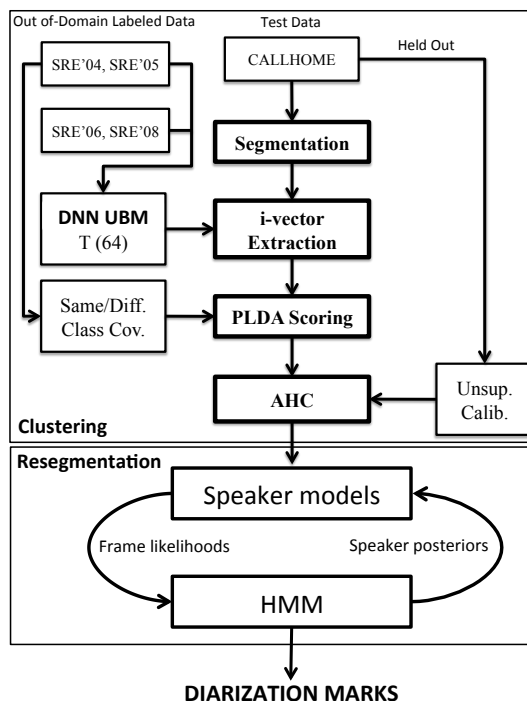 Out of-Domain Labeled Data
Test Data
SRE'04, SRE'05
CALLHOME
Held Out
SRE'06, SRE'08
Segmentation
DNN UBM
T (64)
i-vector
Extraction
Same/Diff.
Class Cov.
PLDA Scoring
AHC
Unsup.
Calib.
Clustering
Resegmentation
Speaker models
Frame likelihoods
Speaker posteriors
HMM
DIARIZATION MARKS